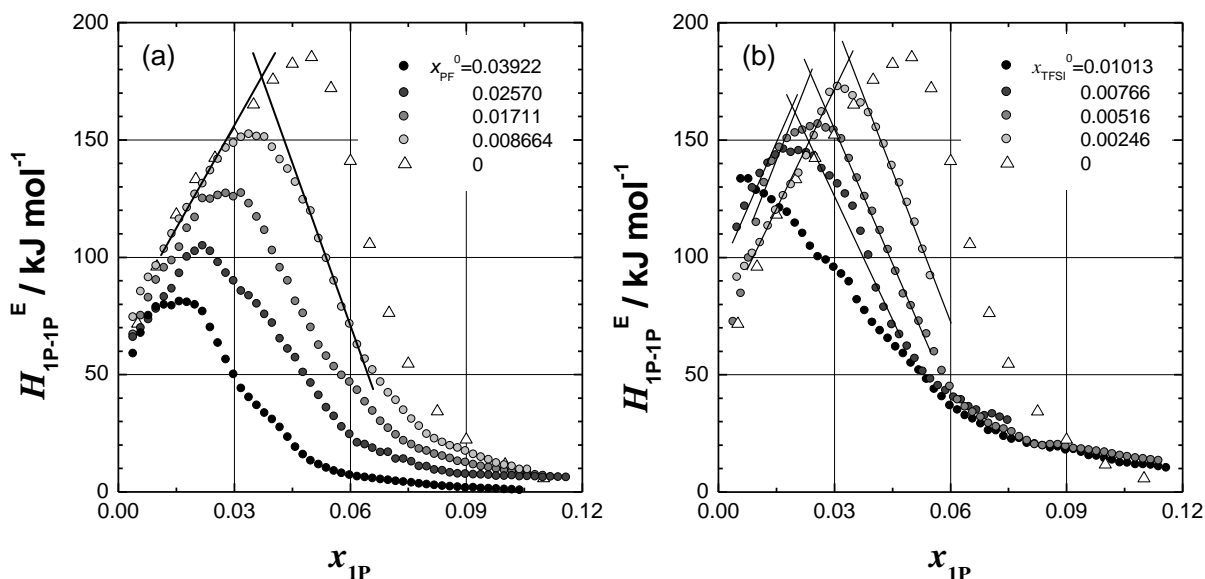 (a)
x_PF^0=0.03922
0.02570
0.01711
0.008664
0
H_1P-1P^E / kJ mol^-1
200
150
100
50
0
0.00 0.03 0.06 0.09 0.12
x_1P
(b)
x_TFSI^0=0.01013
0.00766
0.00516
0.00246
0
H_1P-1P^E / kJ mol^-1
200
150
100
50
0
0.00 0.03 0.06 0.09 0.12
x_1P